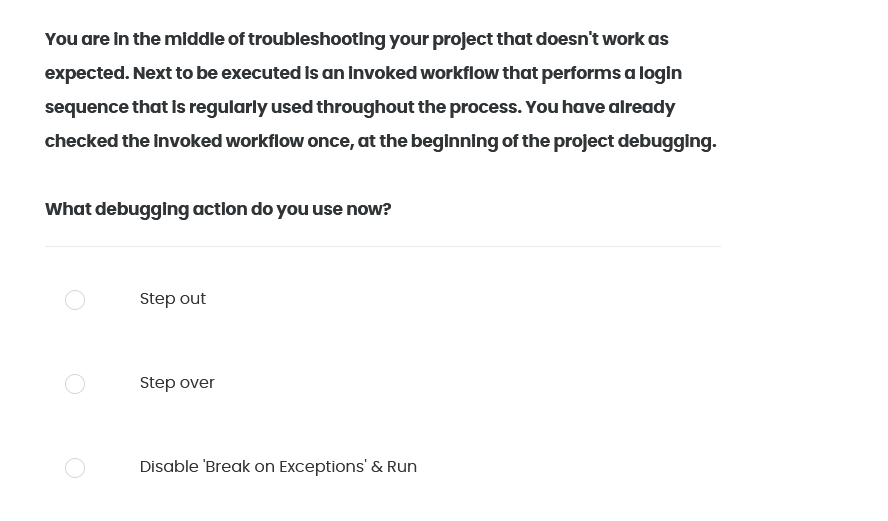 You are in the middle of troubleshooting your project that doesn't work as
expected. Next to be executed is an invoked workflow that performs a login
sequence that is regularly used throughout the process. You have already
checked the invoked workflow once, at the beginning of the project debugging.
What debugging action do you use now?
Step out
Step over
Disable 'Break on Exceptions' & Run